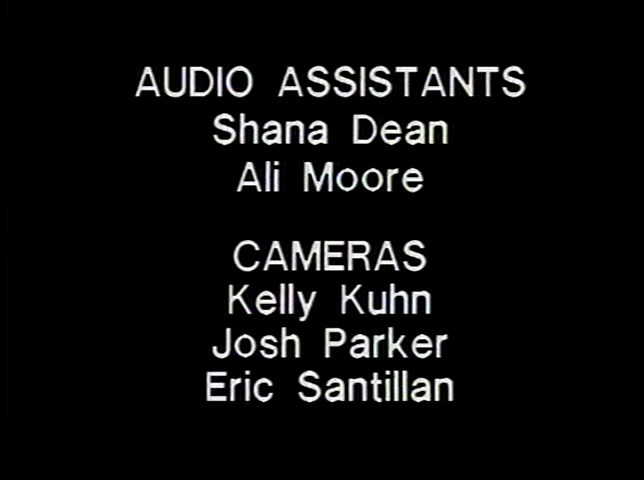 AUDIO ASSISTANTS
Shana Dean
Ali Moore
CAMERAS
Kelly Kuhn
Josh Parker
Eric Santillan